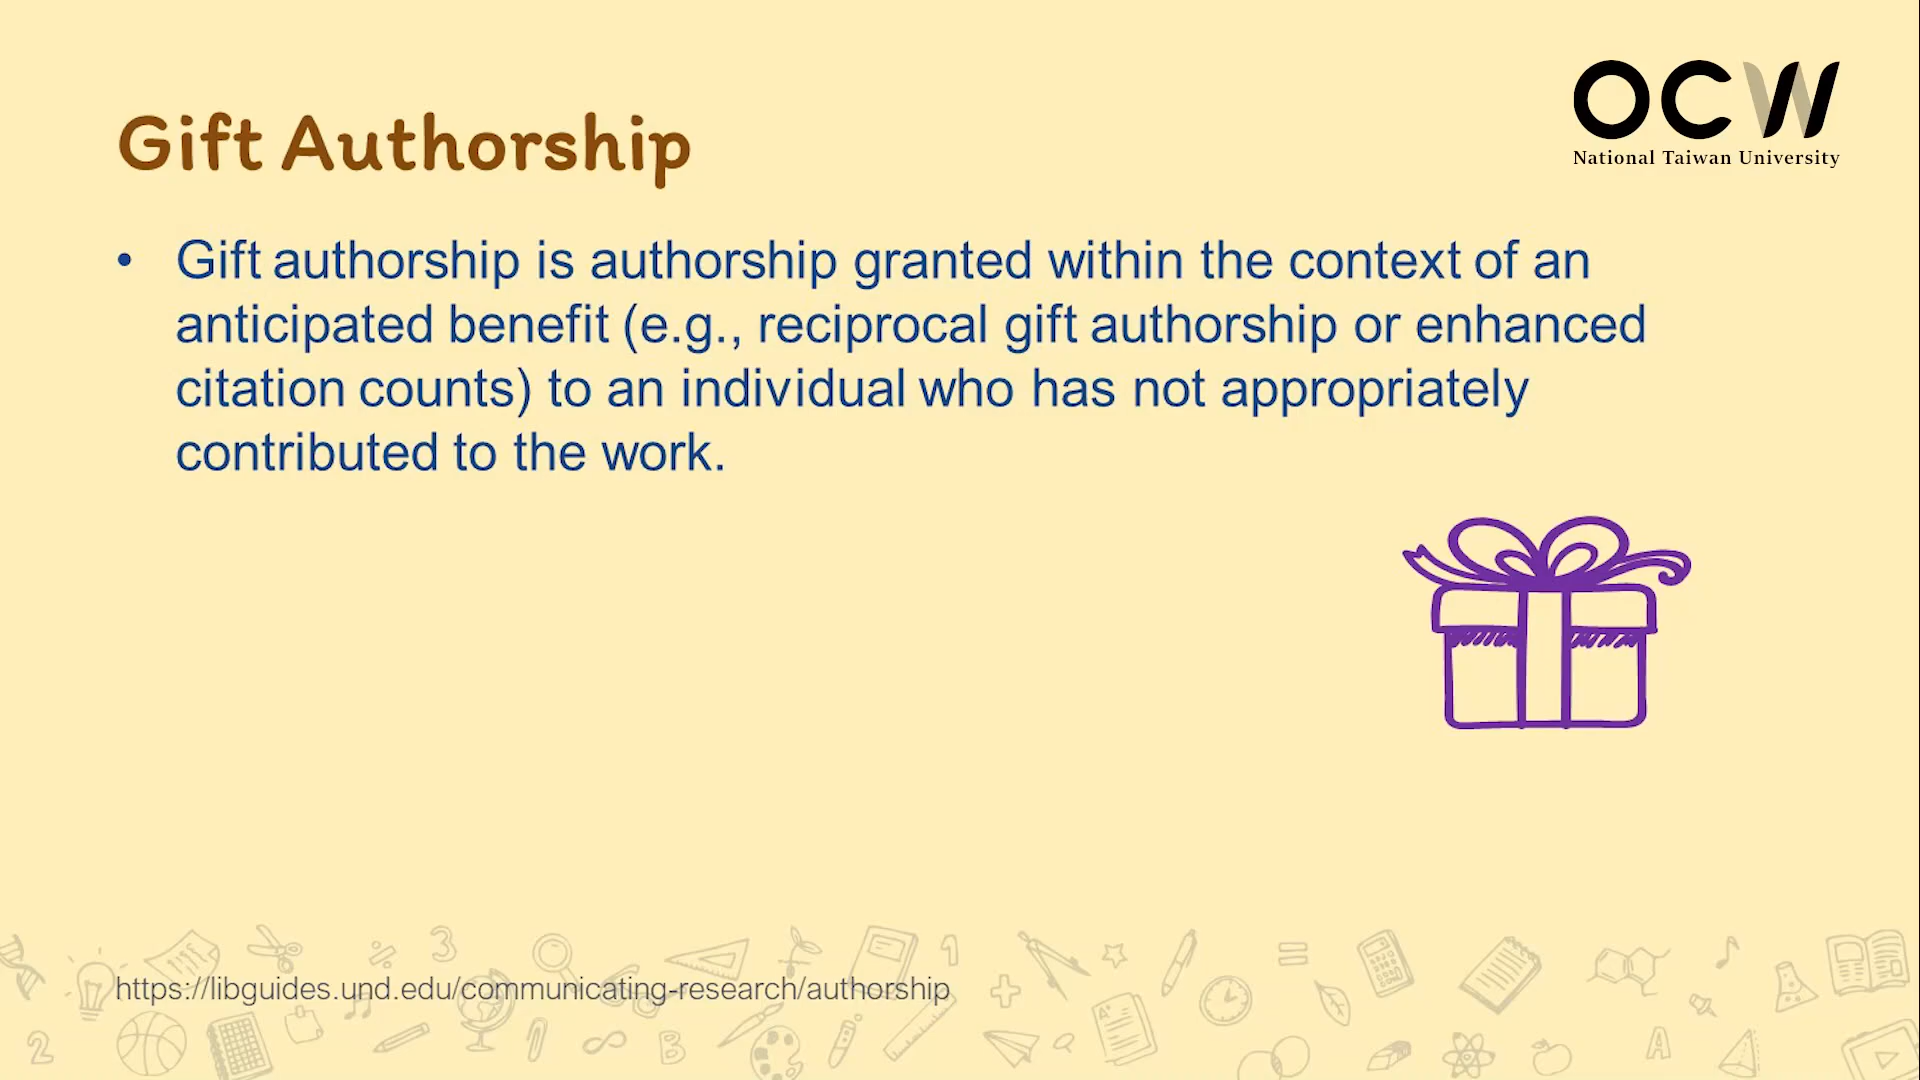 OCW
National Taiwan University
Gift Authorship
• Gift authorship is authorship granted within the context of an
anticipated benefit (e.g., reciprocal gift authorship or enhanced
citation counts) to an individual who has not appropriately
contributed to the work.
https://libguides.und.edu/communicating-research/authorship